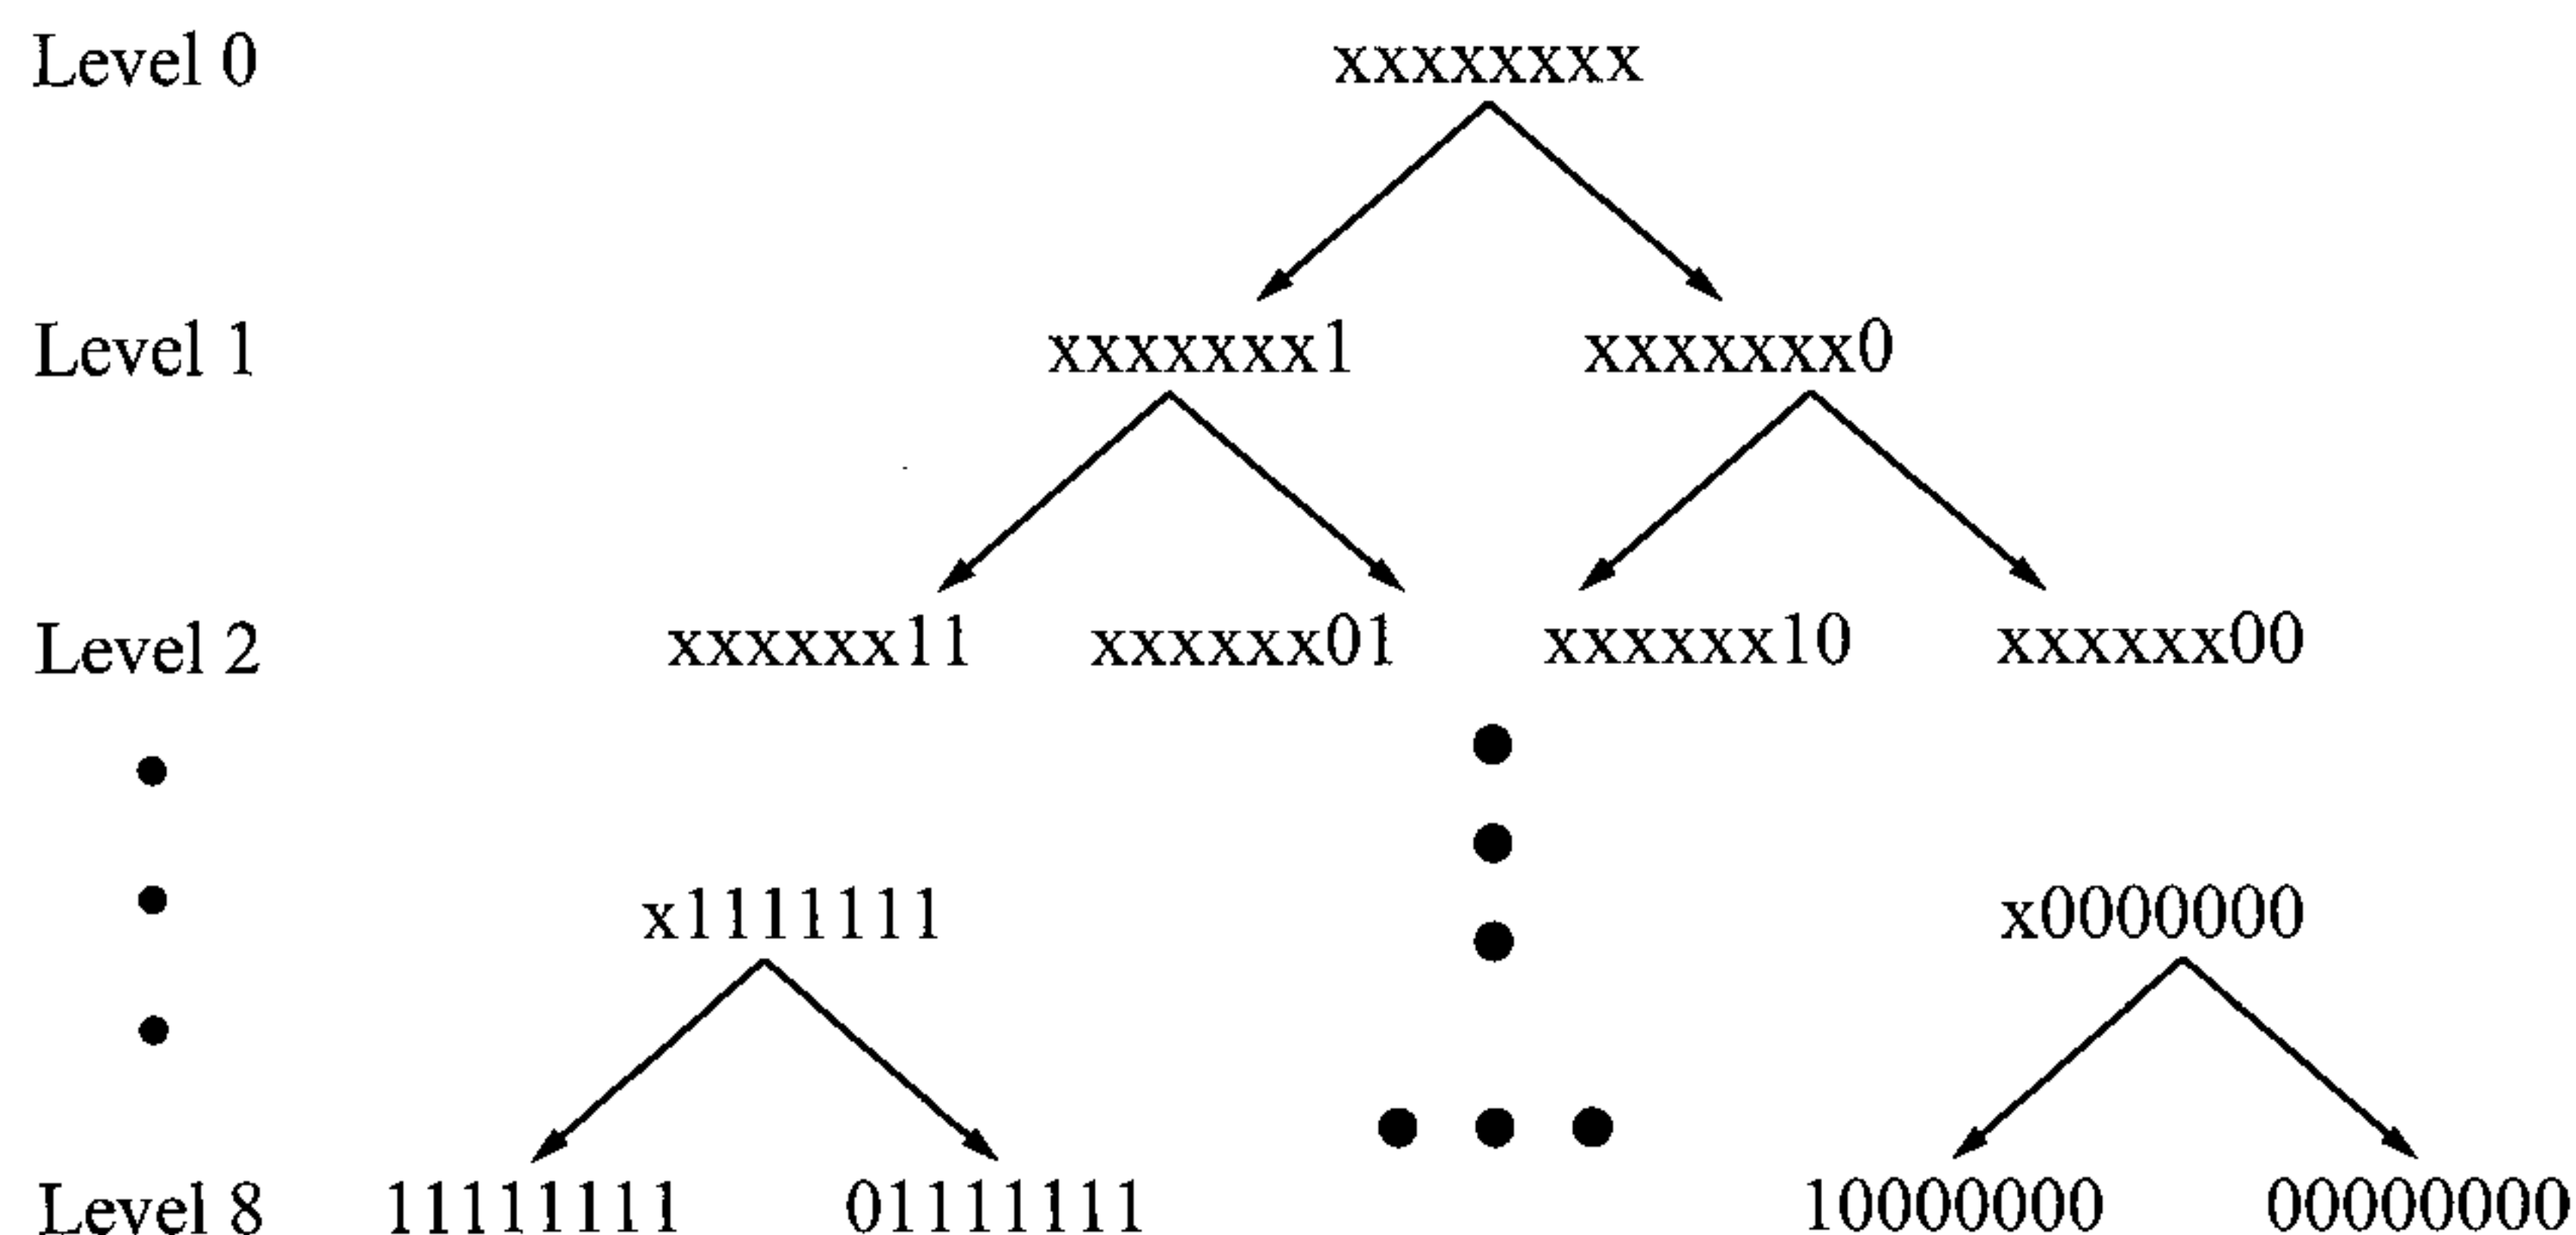 Level 0 xxxxxxxx
Level 1 xxxxxxx1 xxxxxxx0
Level 2 xxxxxx11 xxxxxx01 xxxxxx10 xxxxxx00
x1111111 x0000000
Level 8 11111111 01111111 10000000 00000000